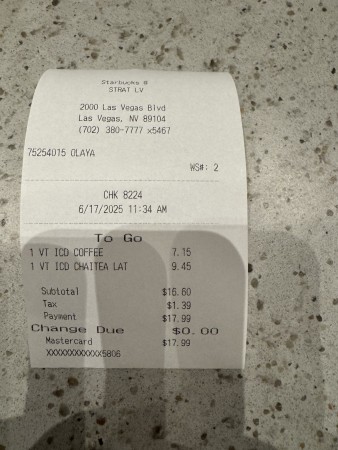 Starbucks @
STRAT LV
2000 Las Vegas Blvd
Las Vegas, NV 89104
(702) 380-7777 x5467
75254015 OLAYA
WS#: 2
CHK 8224
6/17/2025 11:34 AM
To Go
1 VT ICD COFFEE 7.15
1 VT ICD CHAITEA LAT 9.45
Subtotal $16.60
Tax $1.39
Payment $17.99
Change Due $0.00
Mastercard $17.99
XXXXXXXXXXXX5806